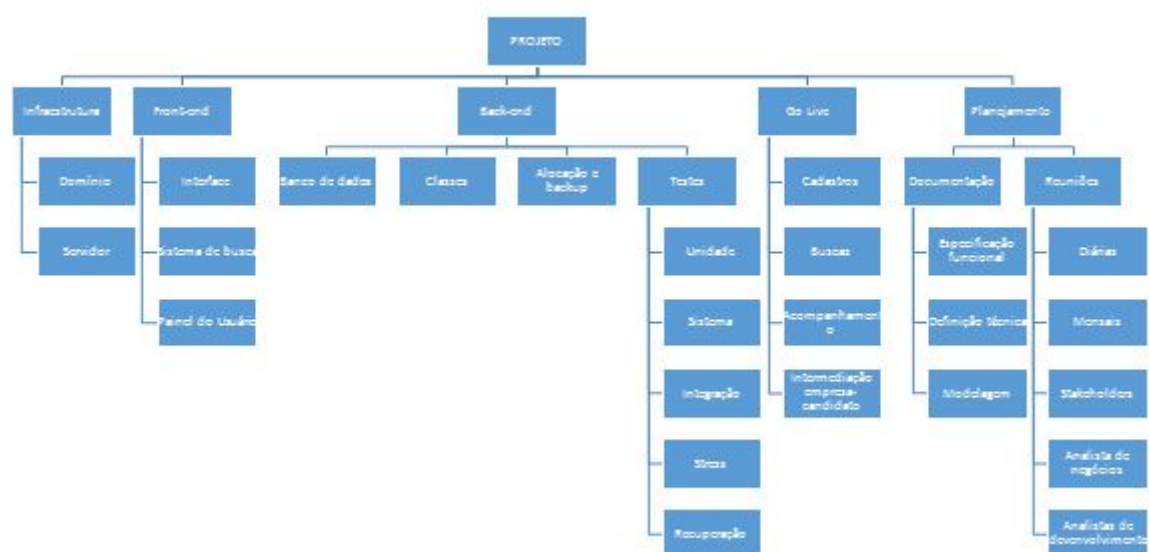 PROJETO
Infraestrutura
Front-end
Back-end
Go Live
Planejamento
Domínio
Interface
Banco de dados
Classes
Alocação e
backup
Testes
Cadastros
Documentação
Reuniões
Servidor
Sistema de busca
Unidade
Buscas
Especificação
funcional
Diárias
Painel do Usuário
Sistema
Acompanhament
o
Definição Técnica
Mensais
Integração
Intermediação
empresa-
candidato
Modelagem
Stakeholders
Stress
Analista de
negócios
Recuperação
Analistas de
desenvolvimento